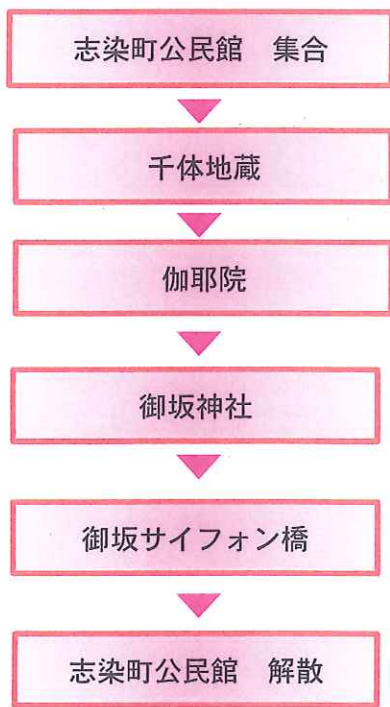 志染町公民館　集合
千体地蔵
伽耶院
御坂神社
御坂サイフォン橋
志染町公民館　解散